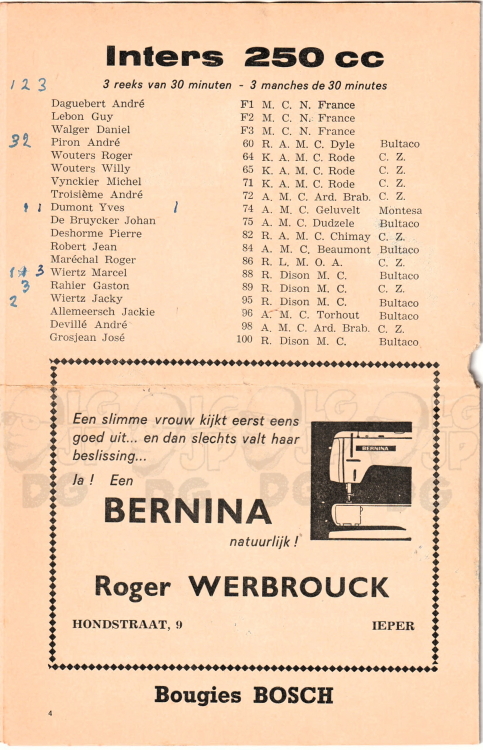 Inters 250 cc
1 2 3
3 reeks van 30 minuten - 3 manches de 30 minutes
Daguebert André F1 M. C. N. France
Lebon Guy F2 M. C. N. France
Walger Daniel F3 M. C. N. France
3 2 Piron André 60 R. A. M. C. Dyle Bultaco
Wouters Roger 64 K. A. M. C. Rode C. Z.
Wouters Willy 65 K. A. M. C. Rode C. Z.
Vynckier Michel 71 K. A. M. C. Rode C. Z.
Troisième André 72 A. M. C. Ard. Brab. C. Z.
1 1 Dumont Yves 1 74 A. M. C. Geluvelt Montesa
De Bruycker Johan 75 A. M. C. Dudzele Bultaco
Deshorme Pierre 82 R. A. M. C. Chimay C. Z.
Robert Jean 84 A. M. C. Beaumont Bultaco
Maréchal Roger 86 R. L. M. O. A. C. Z.
3 Wiertz Marcel 88 R. Dison M. C. Bultaco
3 Rahier Gaston 89 R. Dison M. C. C. Z.
2 Wiertz Jacky 95 R. Dison M. C. Bultaco
Allemeersch Jackie 96 A. M. C. Torhout Bultaco
Devillé André 98 A. M. C. Ard. Brab. C. Z.
Grosjean José 100 R. Dison M. C. Bultaco
Een slimme vrouw kijkt eerst eens
goed uit... en dan slechts valt haar
beslissing...
Ja ! Een
BERNINA
natuurlijk !
BERNINA
Roger WERBROUCK
HONDSTRAAT, 9 IEPER
Bougies BOSCH
4